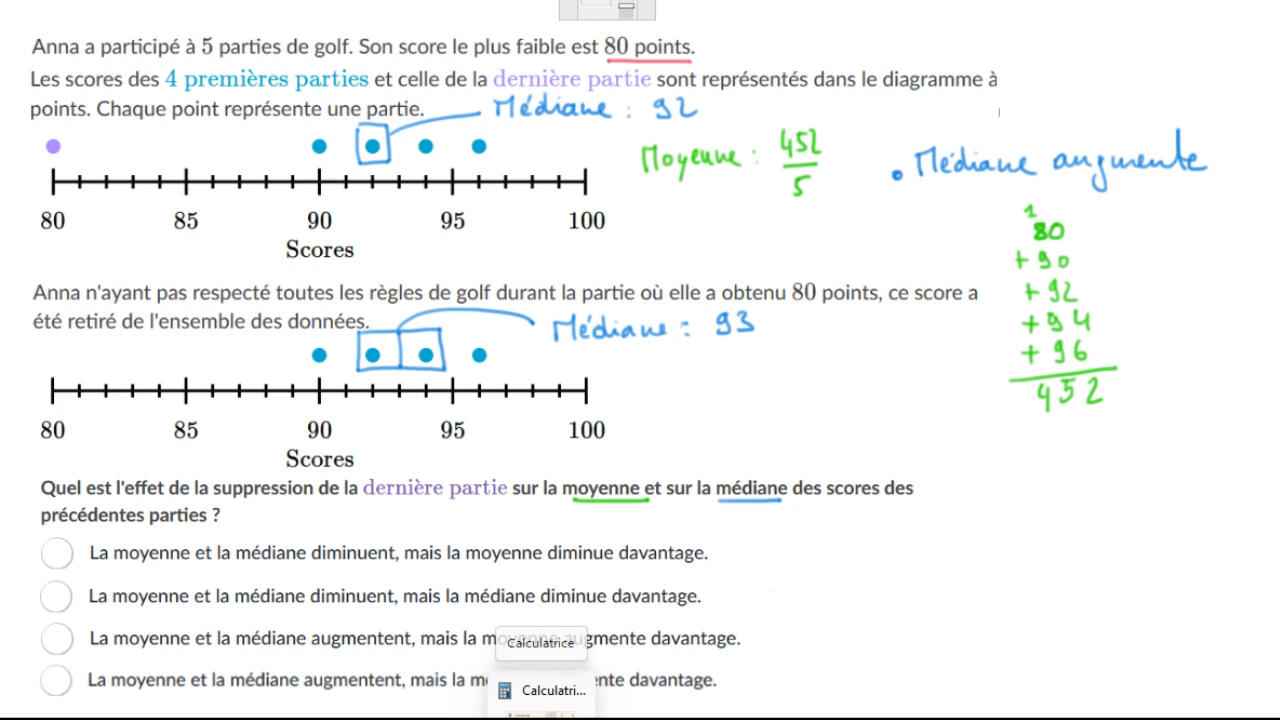 Anna a participé à 5 parties de golf. Son score le plus faible est 80 points.
Les scores des 4 premières parties et celle de la dernière partie sont représentés dans le diagramme à
points. Chaque point représente une partie.
Médiane : 92
Moyenne : 452
5
• Médiane augmente
80 85 90 95 100
Scores
1
80
+ 90
+ 92
+ 94
+ 96
452
Anna n'ayant pas respecté toutes les règles de golf durant la partie où elle a obtenu 80 points, ce score a
été retiré de l'ensemble des données.
Médiane : 93
80 85 90 95 100
Scores
Quel est l'effet de la suppression de la dernière partie sur la moyenne et sur la médiane des scores des
précédentes parties ?
La moyenne et la médiane diminuent, mais la moyenne diminue davantage.
La moyenne et la médiane diminuent, mais la médiane diminue davantage.
La moyenne et la médiane augmentent, mais la moyenne augmente davantage.
Calculatrice
La moyenne et la médiane augmentent, mais la davantage.
Calculatri...